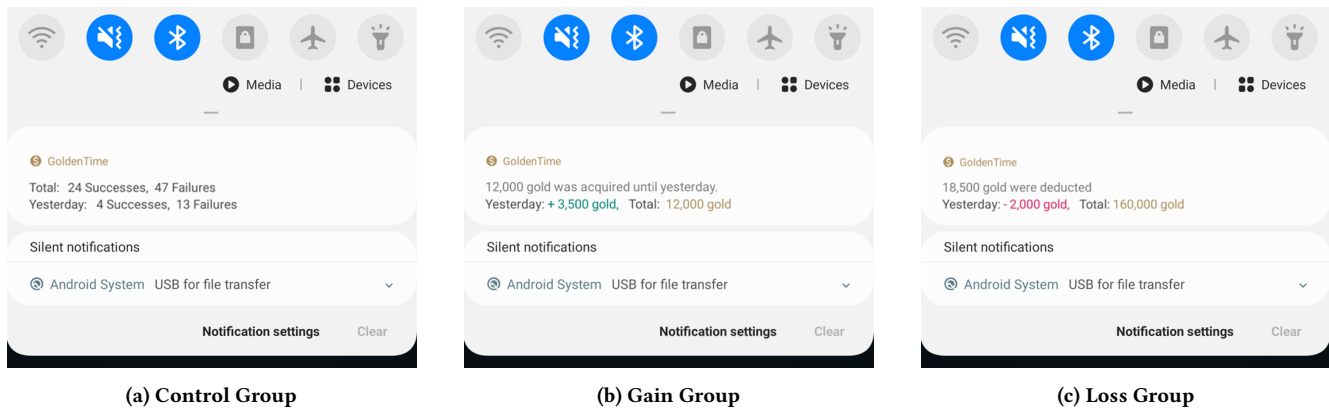 Media | Devices
GoldenTime
Total: 24 Successes, 47 Failures
Yesterday: 4 Successes, 13 Failures
Silent notifications
Android System USB for file transfer
Notification settings Clear
(a) Control Group
Media | Devices
GoldenTime
12,000 gold was acquired until yesterday.
Yesterday: + 3,500 gold, Total: 12,000 gold
Silent notifications
Android System USB for file transfer
Notification settings Clear
(b) Gain Group
Media | Devices
GoldenTime
18,500 gold were deducted
Yesterday: - 2,000 gold, Total: 160,000 gold
Silent notifications
Android System USB for file transfer
Notification settings Clear
(c) Loss Group